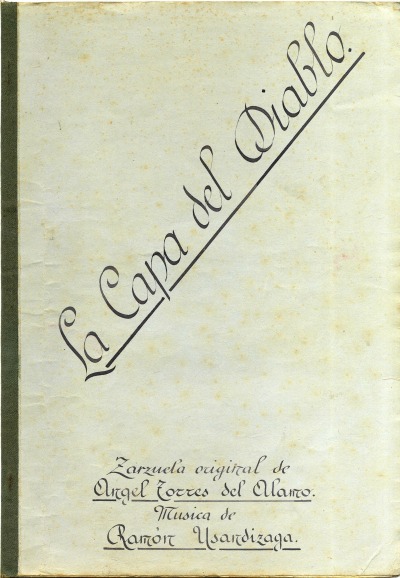 La Capa del Diablo.
Zarzuela original de
Angel Torres del Alamo.
Musica de
Ramón Usandizaga.